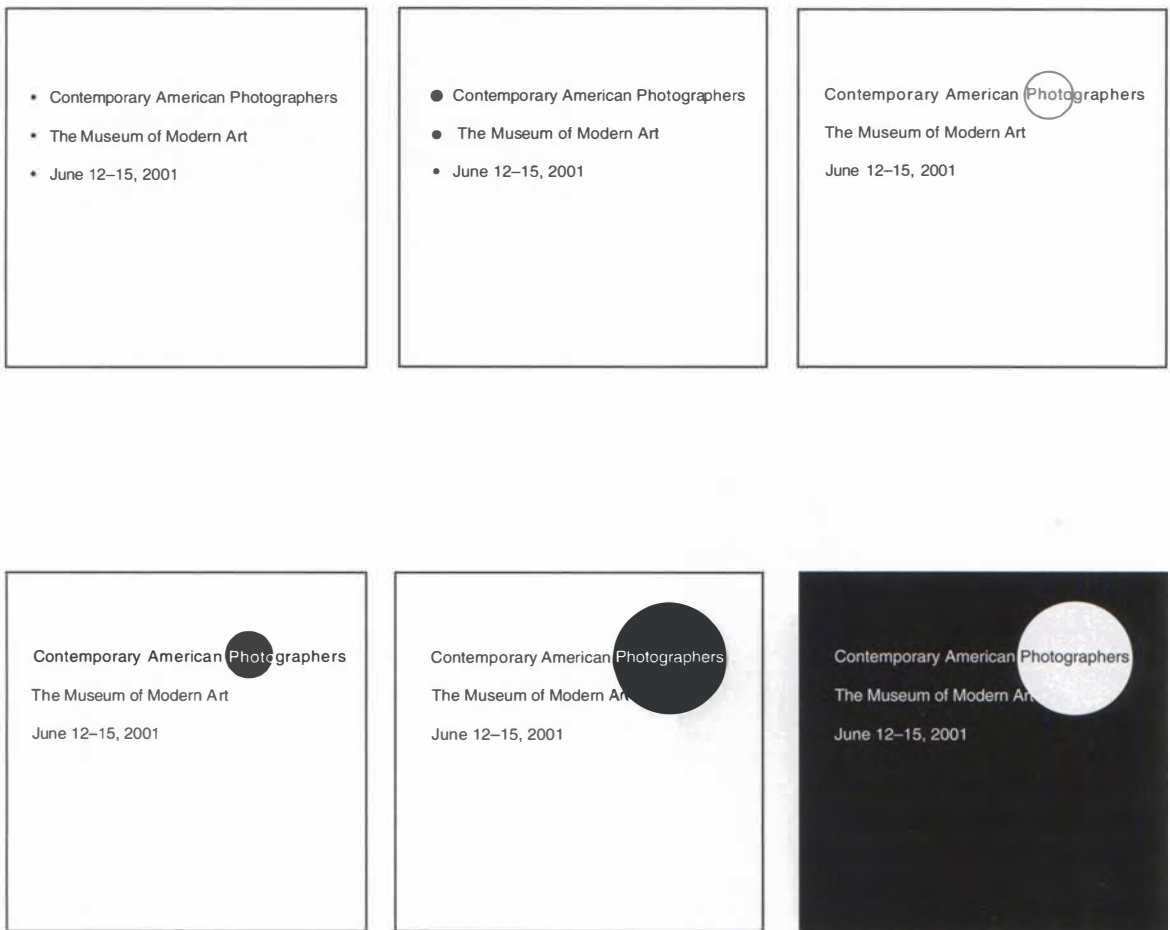 • Contemporary American Photographers
• The Museum of Modern Art
• June 12–15, 2001
• Contemporary American Photographers
• The Museum of Modern Art
• June 12–15, 2001
Contemporary American Photographers
The Museum of Modern Art
June 12–15, 2001
Contemporary American Photographers
The Museum of Modern Art
June 12–15, 2001
Contemporary American Photographers
The Museum of Modern Art
June 12–15, 2001
Contemporary American Photographers
The Museum of Modern Art
June 12–15, 2001